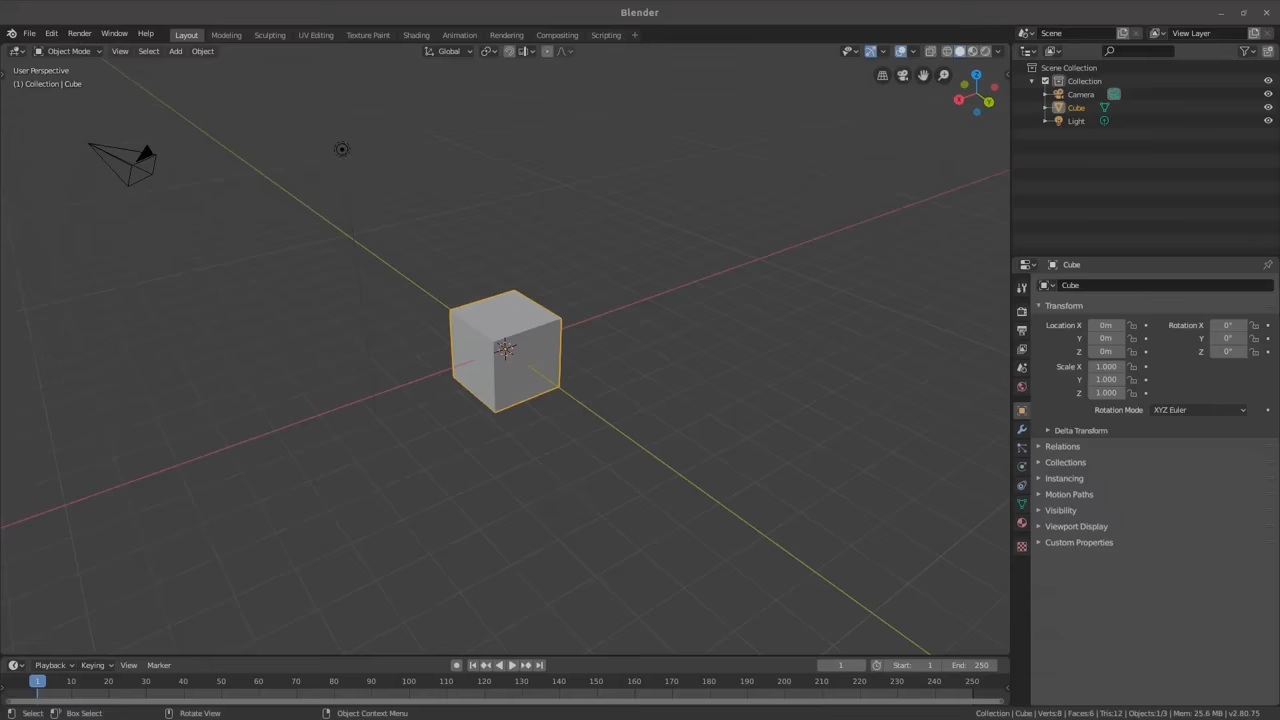 Blender
File Edit Render Window Help Layout Modeling Sculpting UV Editing Texture Paint Shading Animation Rendering Compositing Scripting + Scene View Layer
Object Mode View Select Add Object Global
User Perspective
(1) Collection | Cube
Z
X
Y
Scene Collection
Collection
Camera
Cube
Light
Cube
Cube
Transform
Location X 0m Rotation X 0°
Y 0m Y 0°
Z 0m Z 0°
Scale X 1.000
Y 1.000
Z 1.000
Rotation Mode XYZ Euler
Delta Transform
Relations
Collections
Instancing
Motion Paths
Visibility
Viewport Display
Custom Properties
Playback Keying View Marker 1 Start: 1 End: 250
1 10 20 30 40 50 60 70 80 90 100 110 120 130 140 150 160 170 180 190 200 210 220 230 240 250
Select Box Select Rotate View Object Context Menu Collection | Cube | Verts:8 | Faces:6 | Tris:12 | Objects:1/3 | Mem: 25.6 MB | v2.80.75